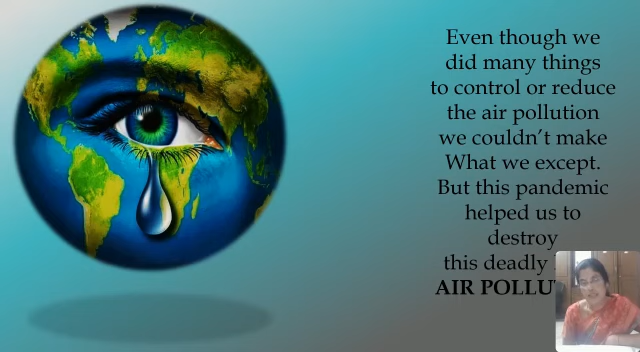 Even though we
did many things
to control or reduce
the air pollution
we couldn’t make
What we except.
But this pandemic
helped us to
destroy
this deadly
AIR